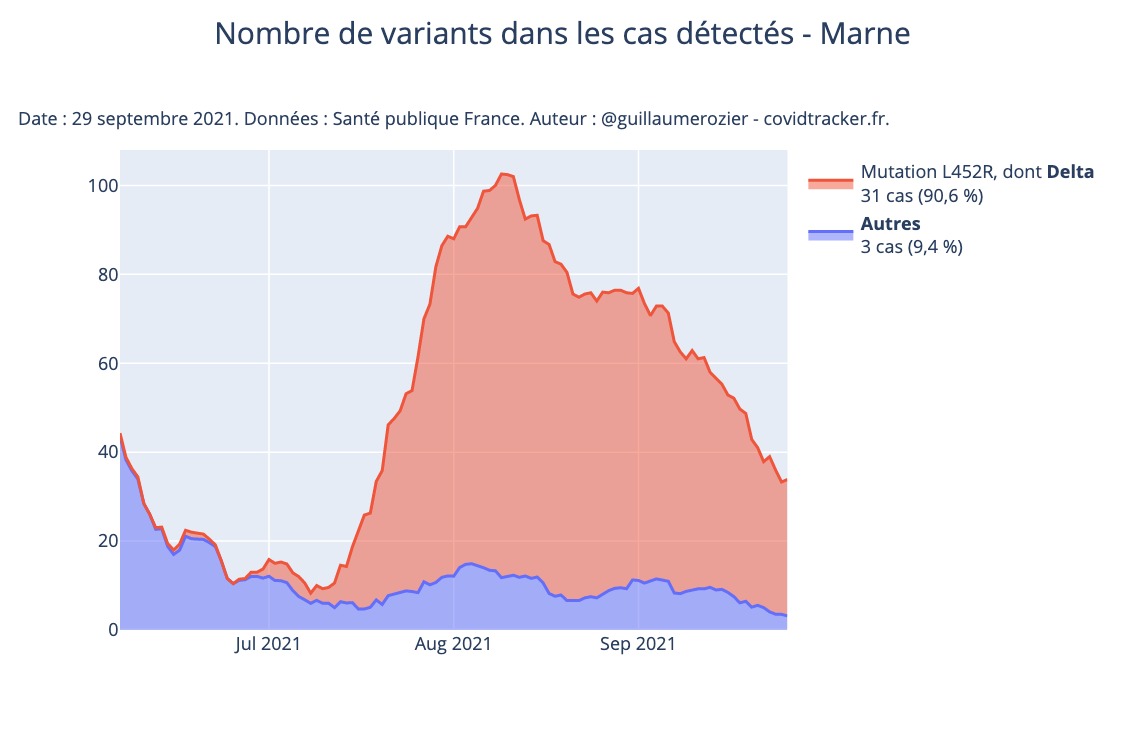 Nombre de variants dans les cas détectés - Marne
Date : 29 septembre 2021. Données : Santé publique France. Auteur : @guillaumerozier - covidtracker.fr.
Mutation L452R, dont Delta
31 cas (90,6 %)
Autres
3 cas (9,4 %)
100
80
60
40
20
0
Jul 2021
Aug 2021
Sep 2021